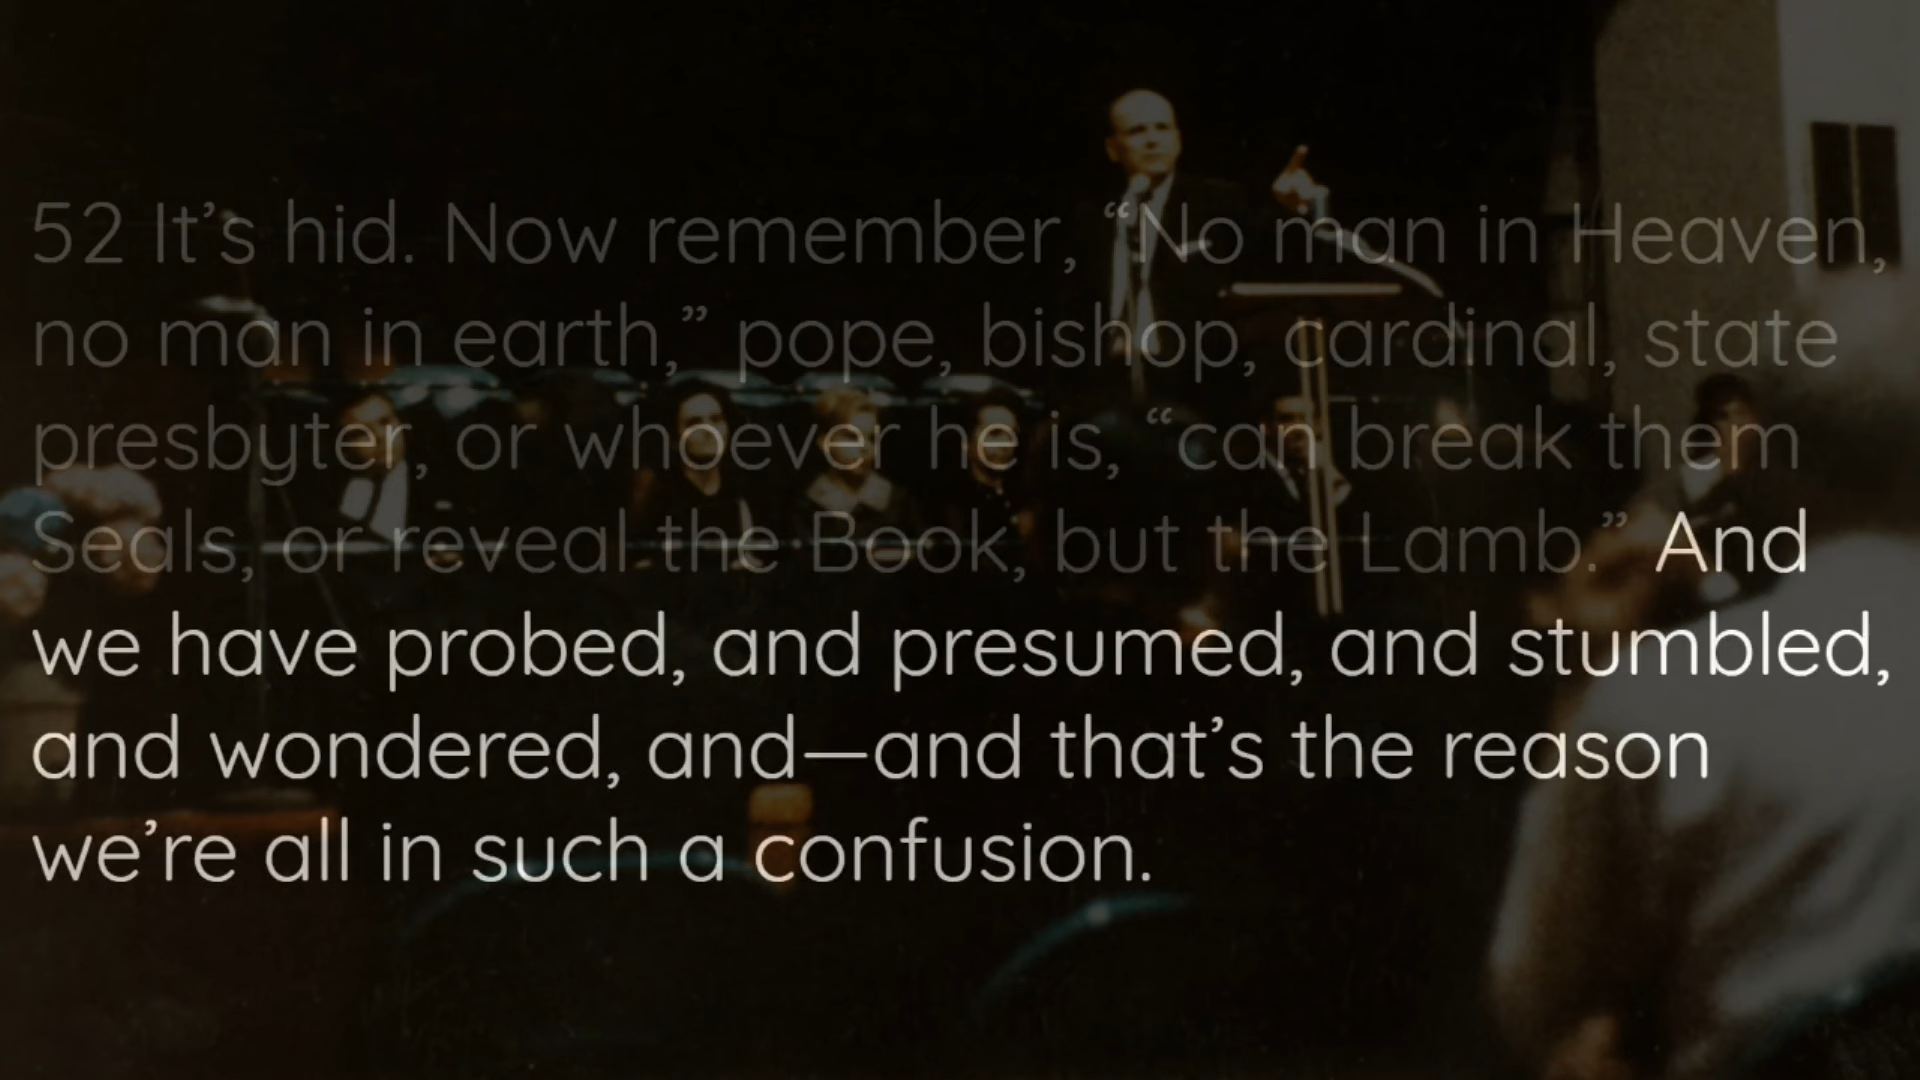 52 It’s hid. Now remember, “No man in Heaven,
no man in earth,” pope, bishop, cardinal, state
presbyter, or whoever he is, “can break them
Seals, or reveal the Book, but the Lamb.” And
we have probed, and presumed, and stumbled,
and wondered, and—and that’s the reason
we’re all in such a confusion.